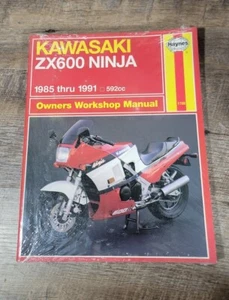 KAWASAKI
ZX600 NINJA
Haynes
1985 thru 1991 □ 592cc
Owners Workshop Manual